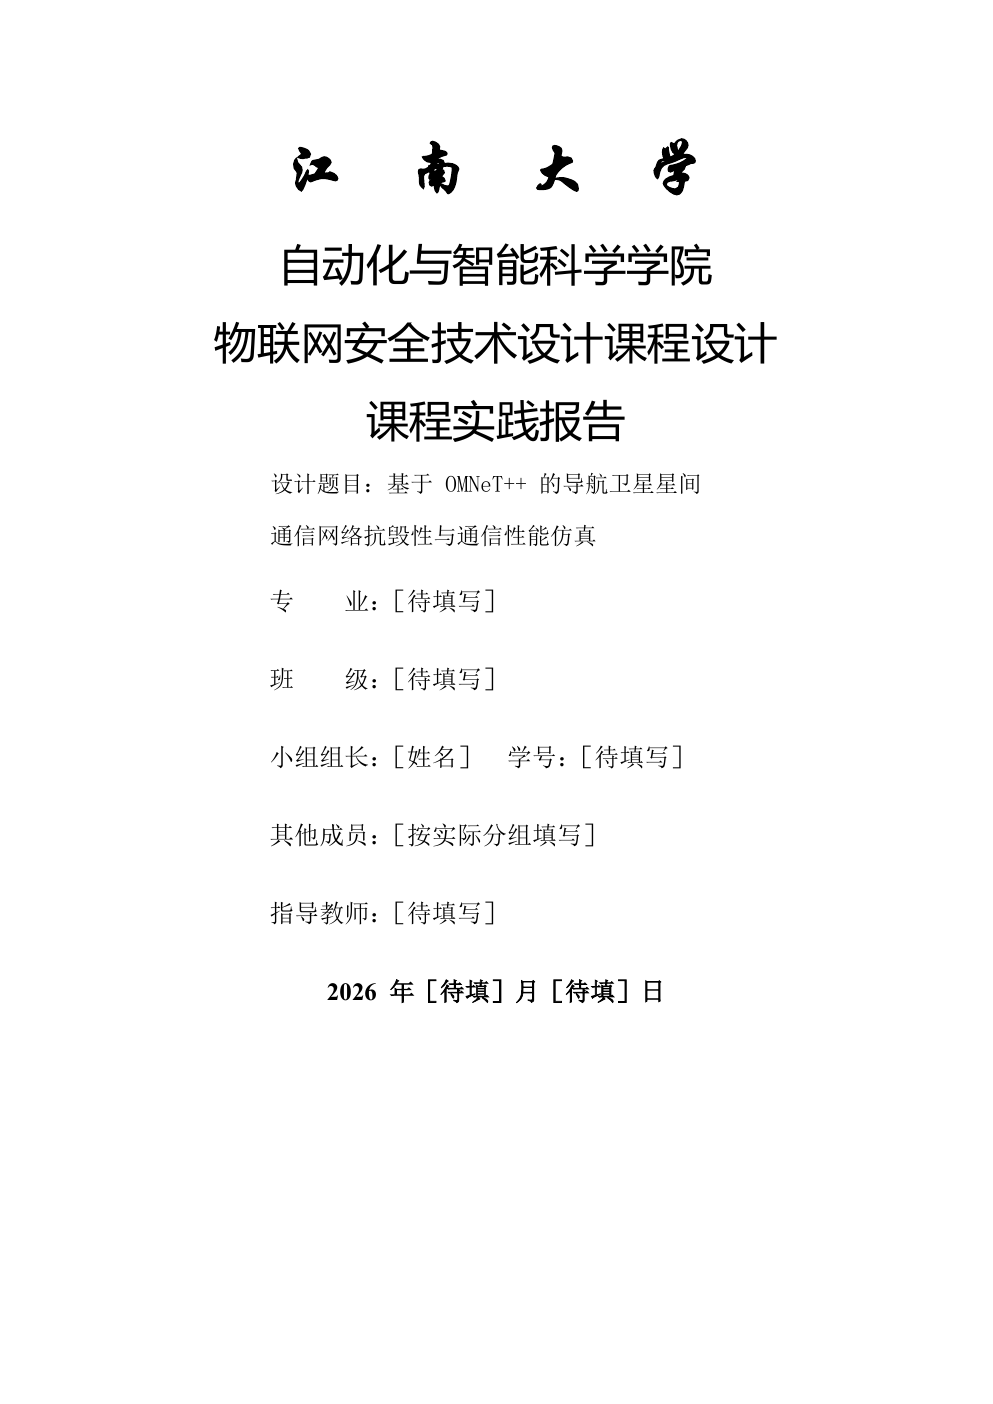 江 南 大 学
自动化与智能科学学院
物联网安全技术设计课程设计
课程实践报告
设计题目：基于 OMNeT++ 的导航卫星星间
通信网络抗毁性与通信性能仿真
专 业：［待填写］
班 级：［待填写］
小组组长：［姓名］ 学号：［待填写］
其他成员：［按实际分组填写］
指导教师：［待填写］
2026 年［待填］月［待填］日